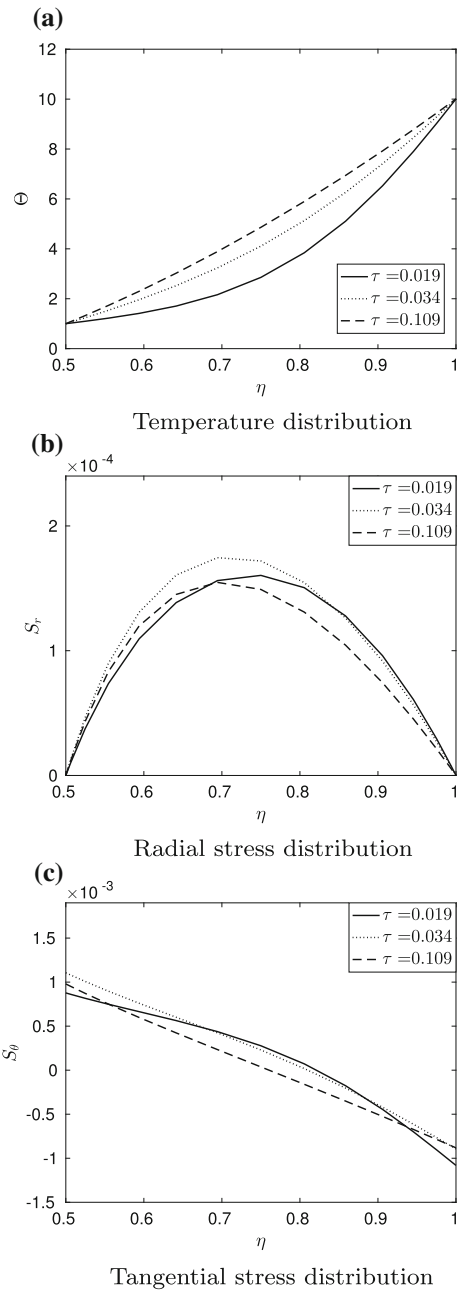 (a)
12
10
8
6
4
2
0
Θ
τ =0.019
τ =0.034
τ =0.109
0.5 0.6 0.7 0.8 0.9 1
η
Temperature distribution
(b)
×10⁻⁴
2
1
0
S_r
τ =0.019
τ =0.034
τ =0.109
0.5 0.6 0.7 0.8 0.9 1
η
Radial stress distribution
(c)
×10⁻³
1.5
1
0.5
0
-0.5
-1
-1.5
S_θ
τ =0.019
τ =0.034
τ =0.109
0.5 0.6 0.7 0.8 0.9 1
η
Tangential stress distribution